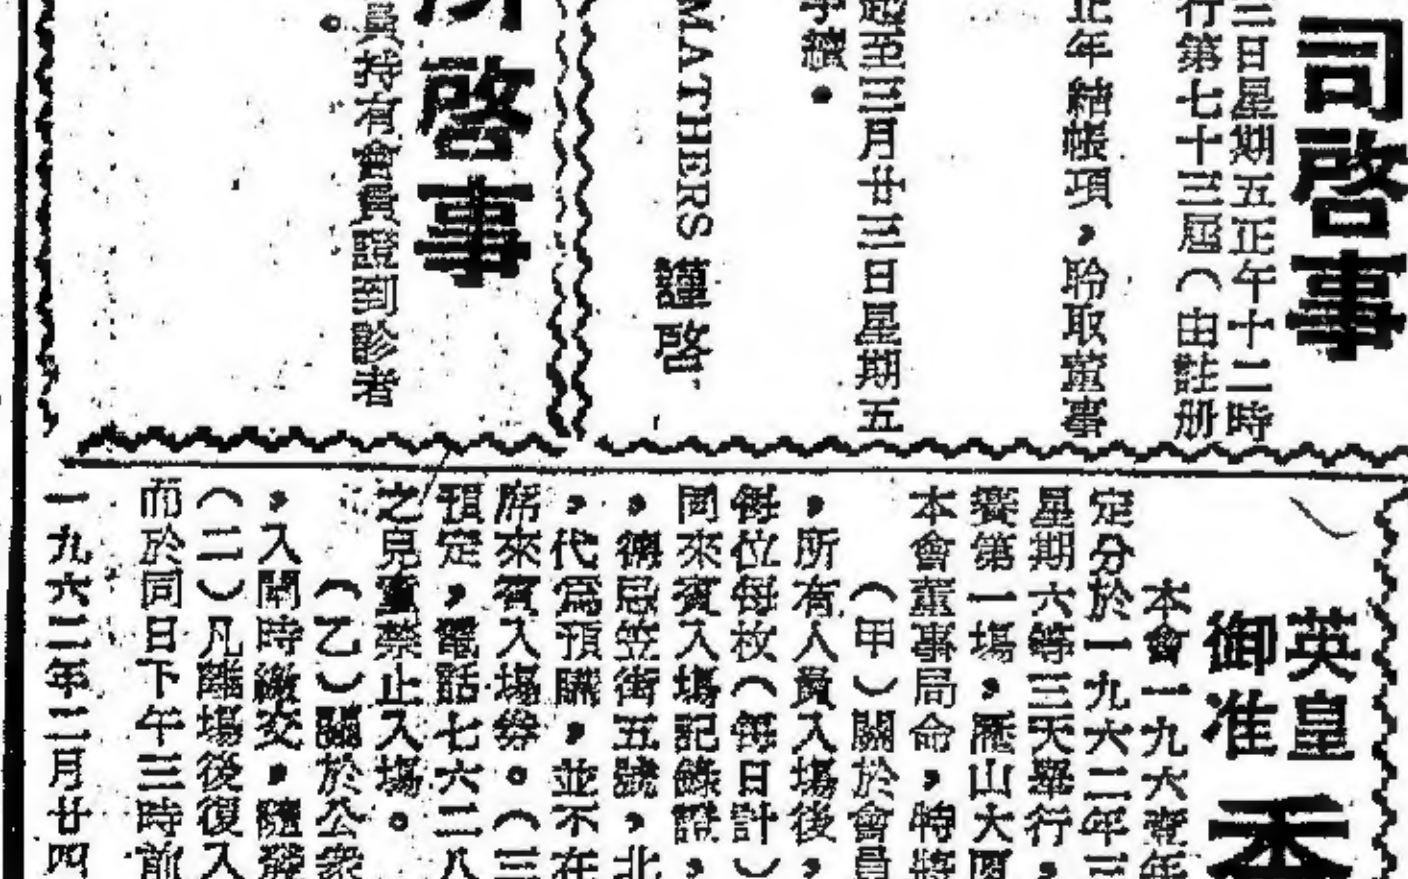 司啓事
三日星期五正午十二時
行第七十三屆（由註册
正年結帳項，聆取董事
起至三月廿三日星期五
手續。
MATHERS 謹啓
所啓事
員持有會員證到診者
。
英皇
御准
香
本會一九六壹年
定分於一九六二年三
星期六等三天舉行，
賽第一場，馬山大
本會董事局命，特將
（甲）關於會員
，所有人員入場後，
每位每枚（每日計）
同來賓入場記錄證，
，德忌笠街五號，北
，代為預購，並不在
席來賓入場券。（三
預定，電話七六二八
之見童禁止入場。
（乙）關於公衆
，入閘時繳交，隨發
（二）凡離場後復入
而於同日下午三時前
一九六二年二月廿四